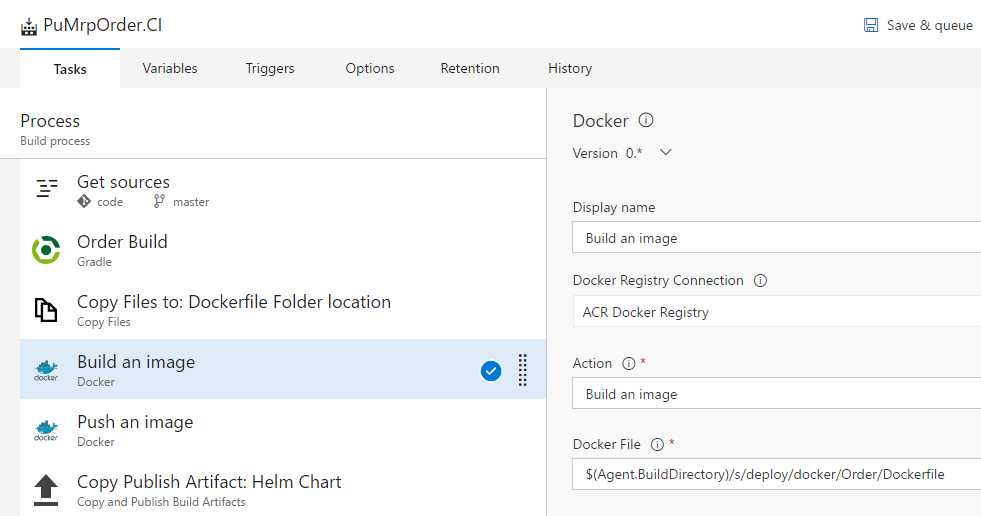 PuMrpOrder.CI
Save & queue
Tasks Variables Triggers Options Retention History
Process
Build process
Get sources
code master
Order Build
Gradle
Copy Files to: Dockerfile Folder location
Copy Files
docker
Build an image
Docker
docker
Push an image
Docker
Copy Publish Artifact: Helm Chart
Copy and Publish Build Artifacts
Docker
Version 0.*
Display name
Build an image
Docker Registry Connection
ACR Docker Registry
Action *
Build an image
Docker File *
$(Agent.BuildDirectory)/s/deploy/docker/Order/Dockerfile